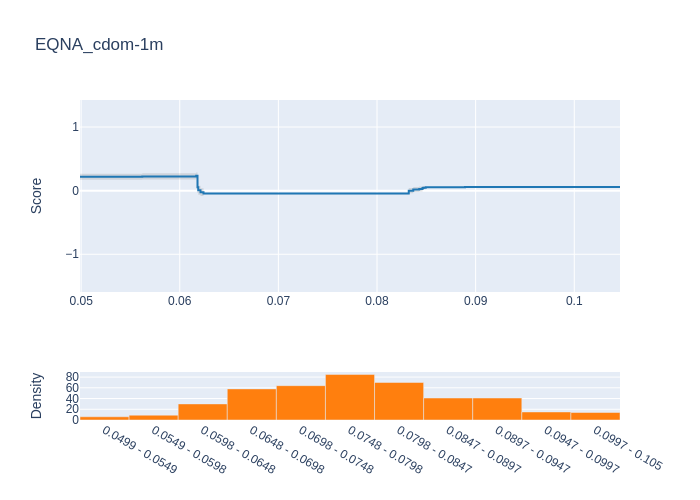 EQNA_cdom-1m
Score
1
0
−1
0.05 0.06 0.07 0.08 0.09 0.1
Density
80
60
40
20
0
0.0499 - 0.0549
0.0549 - 0.0598
0.0598 - 0.0648
0.0648 - 0.0698
0.0698 - 0.0748
0.0748 - 0.0798
0.0798 - 0.0847
0.0847 - 0.0897
0.0897 - 0.0947
0.0947 - 0.0997
0.0997 - 0.105